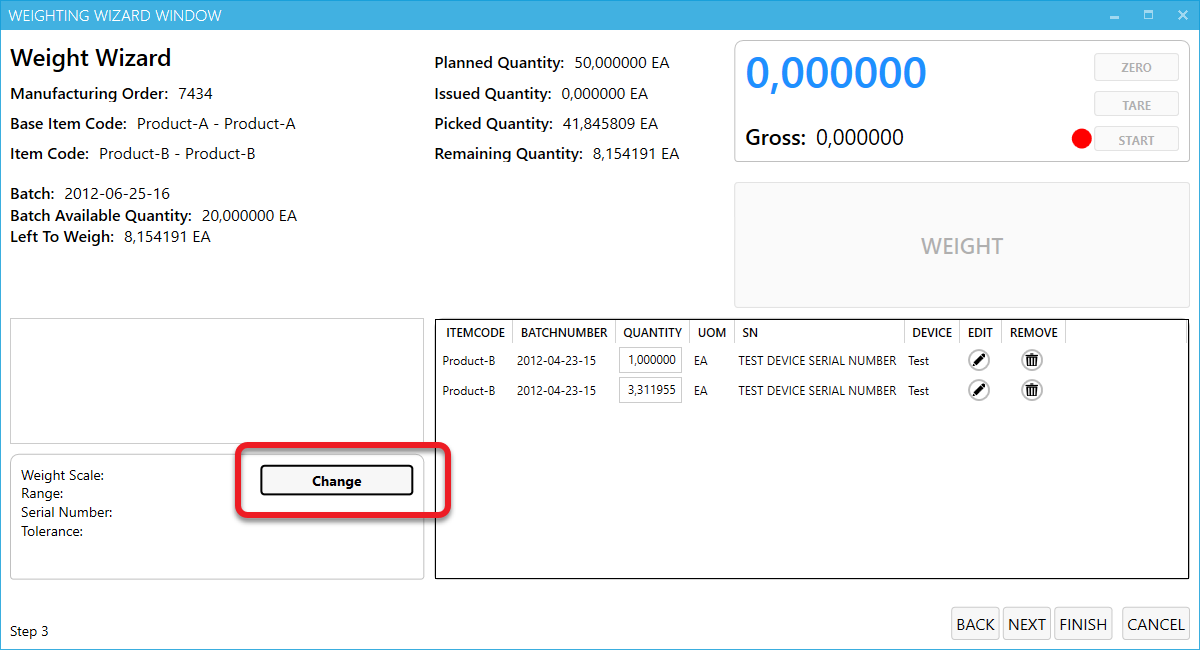 WEIGHTING WIZARD WINDOW
Weight Wizard
Manufacturing Order: 7434
Base Item Code: Product-A - Product-A
Item Code: Product-B - Product-B
Batch: 2012-06-25-16
Batch Available Quantity: 20,000000 EA
Left To Weigh: 8,154191 EA
Planned Quantity: 50,000000 EA
Issued Quantity: 0,000000 EA
Picked Quantity: 41,845809 EA
Remaining Quantity: 8,154191 EA
0,000000
Gross: 0,000000
ZERO
TARE
START
WEIGHT
ITEMCODE BATCHNUMBER QUANTITY UOM SN DEVICE EDIT REMOVE
Product-B 2012-04-23-15 1,000000 EA TEST DEVICE SERIAL NUMBER Test
Product-B 2012-04-23-15 3,311955 EA TEST DEVICE SERIAL NUMBER Test
Weight Scale:
Range:
Serial Number:
Tolerance:
Change
Step 3
BACK NEXT FINISH CANCEL